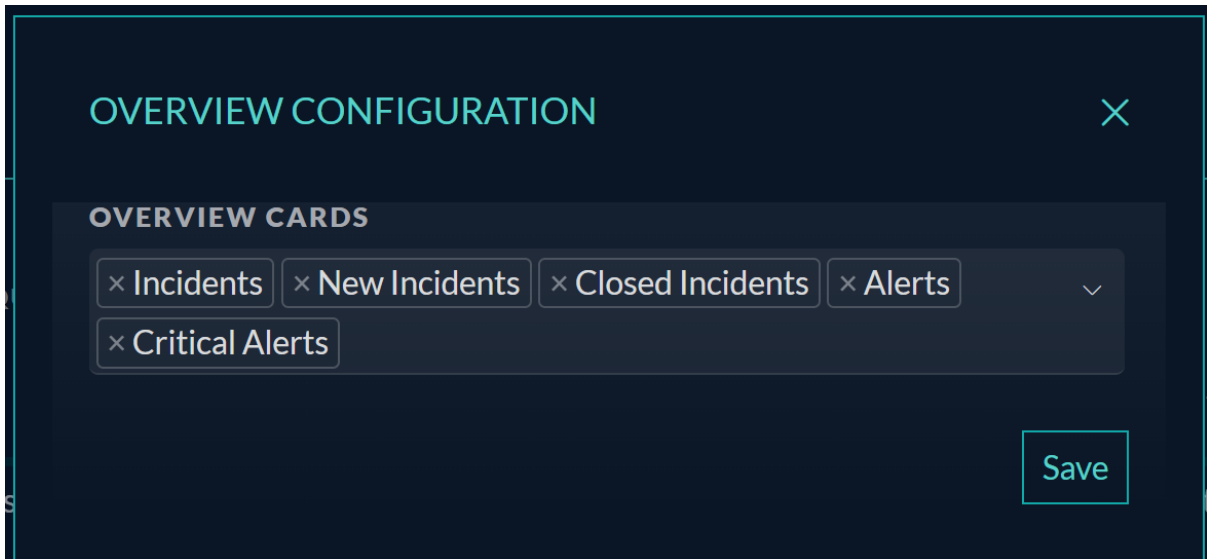 OVERVIEW CONFIGURATION
OVERVIEW CARDS
× Incidents × New Incidents × Closed Incidents × Alerts
× Critical Alerts
Save